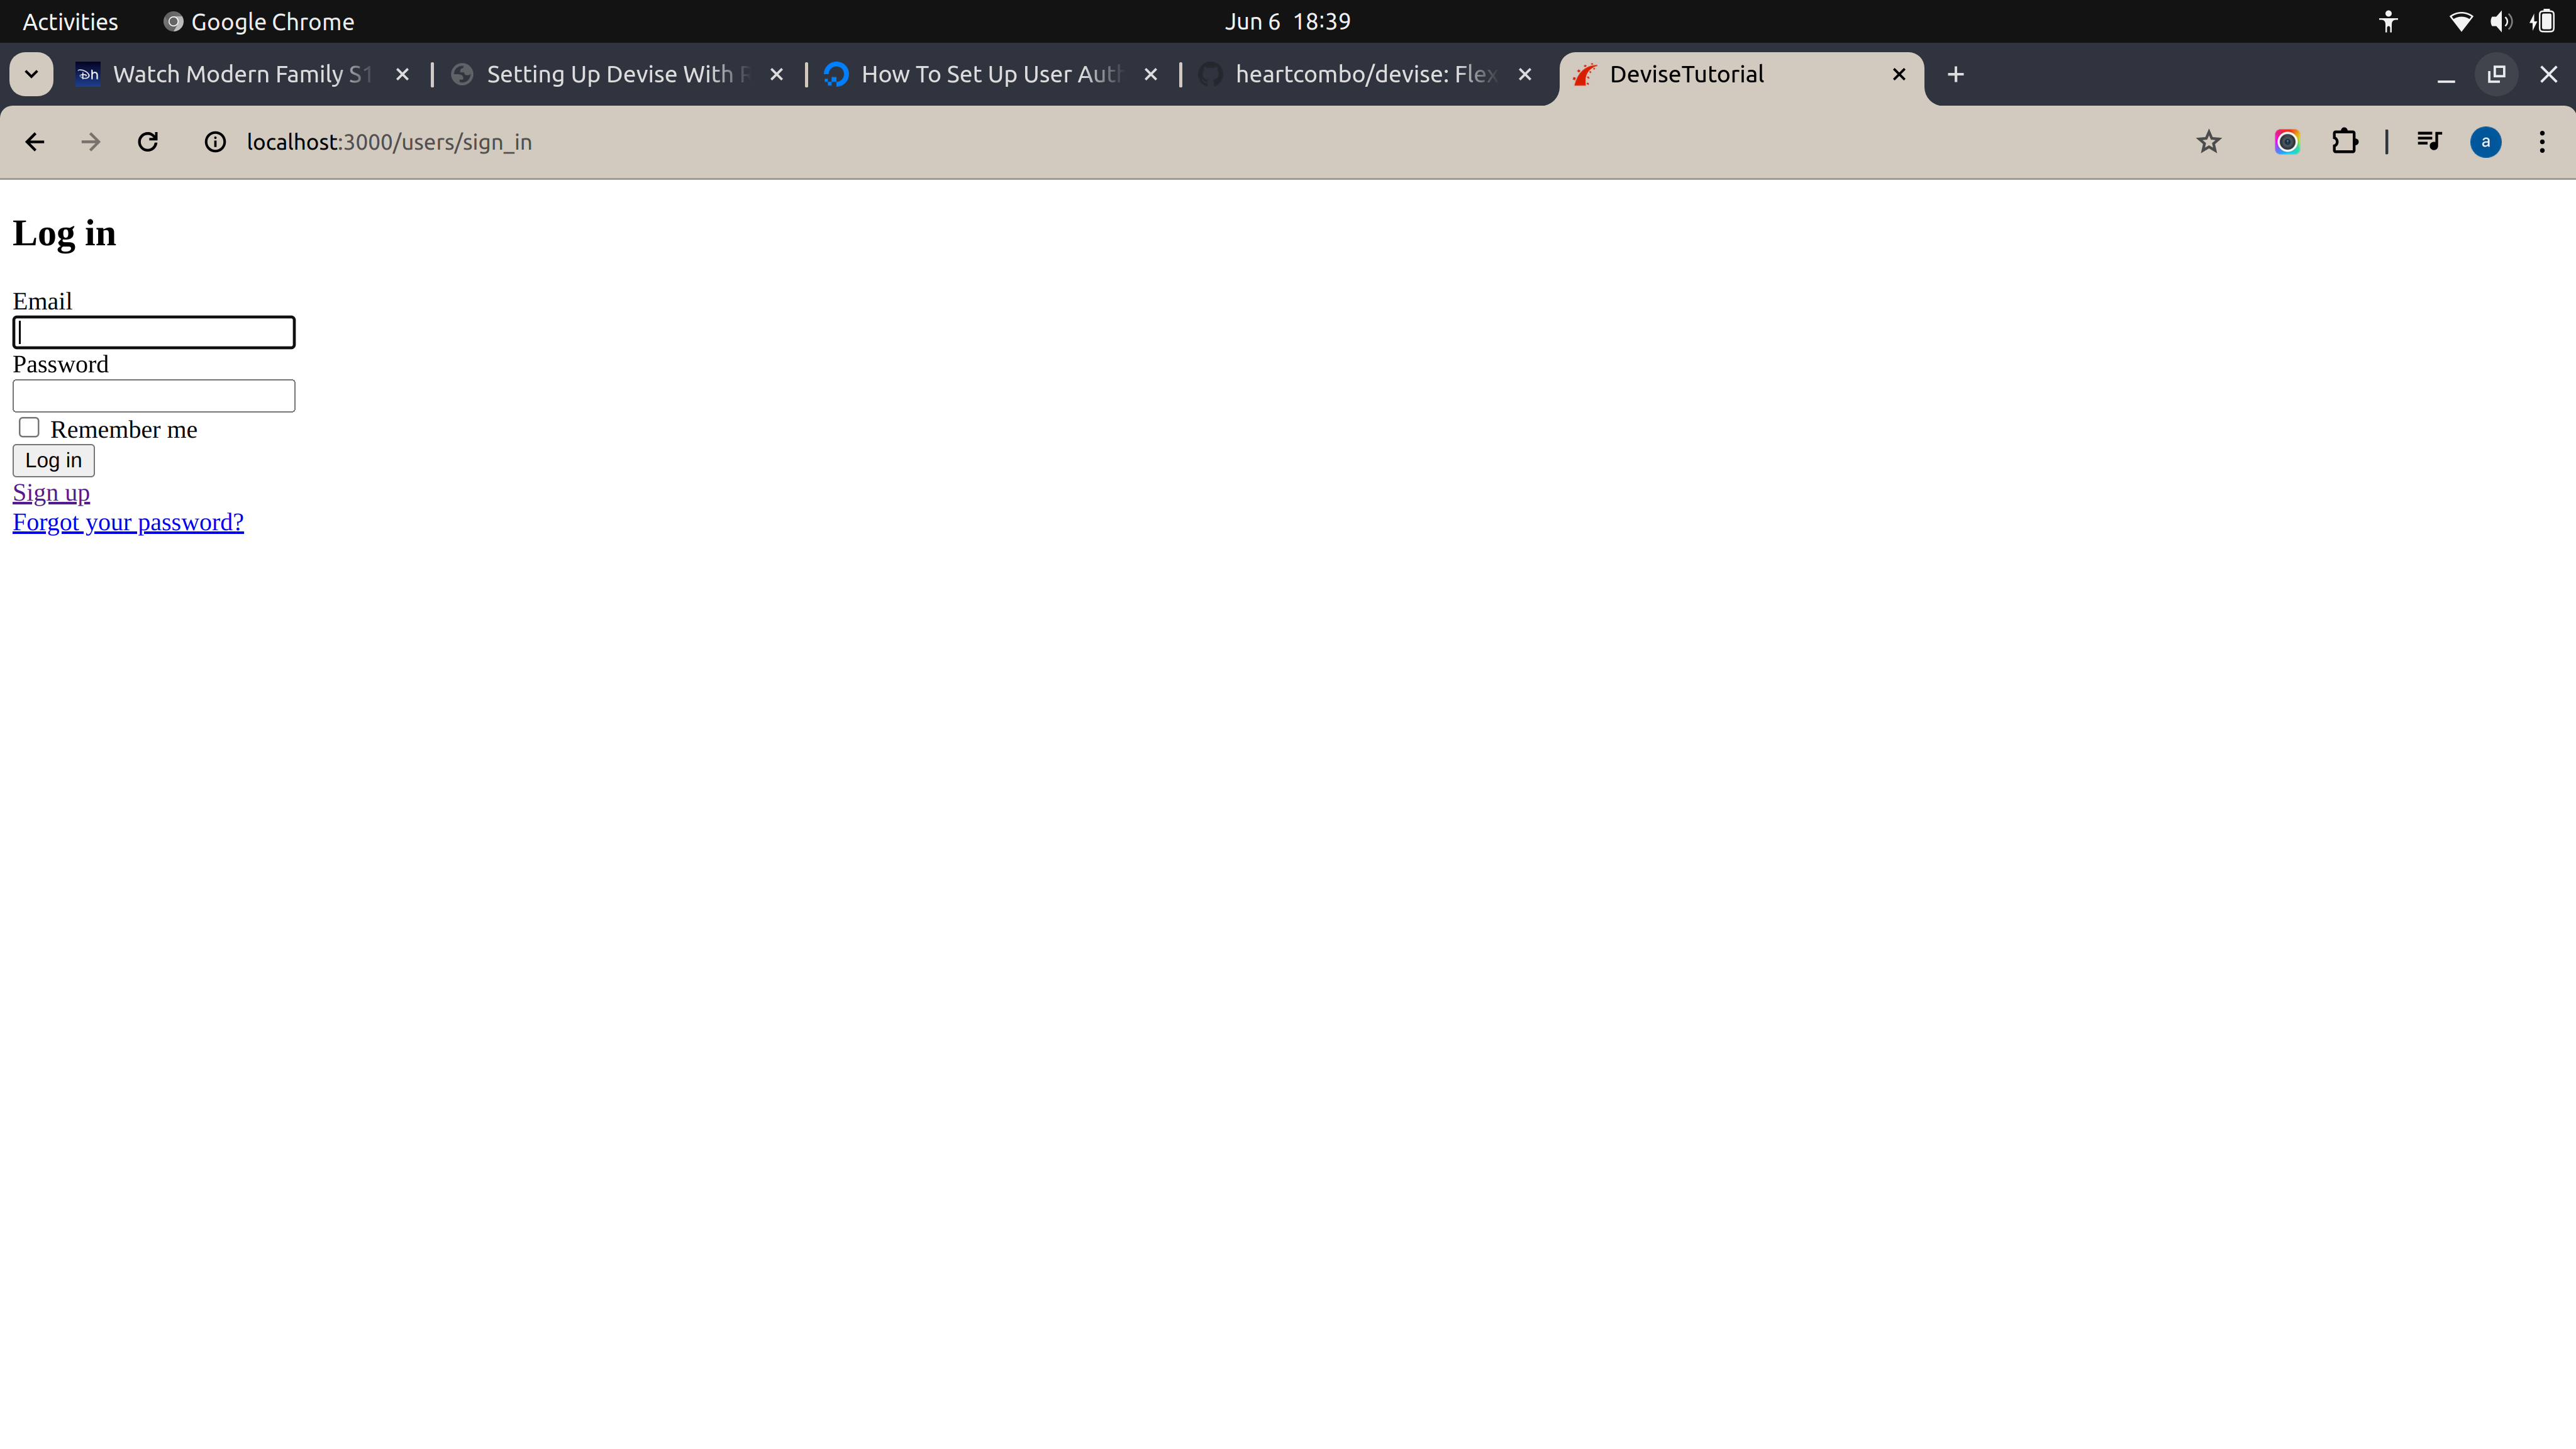 Activities Google Chrome Jun 6 18:39
Watch Modern Family S1 Setting Up Devise With How To Set Up User Auth heartcombo/devise: Flex DeviseTutorial
localhost:3000/users/sign_in a
Log in
Email
Password
Remember me
Log in
Sign up
Forgot your password?